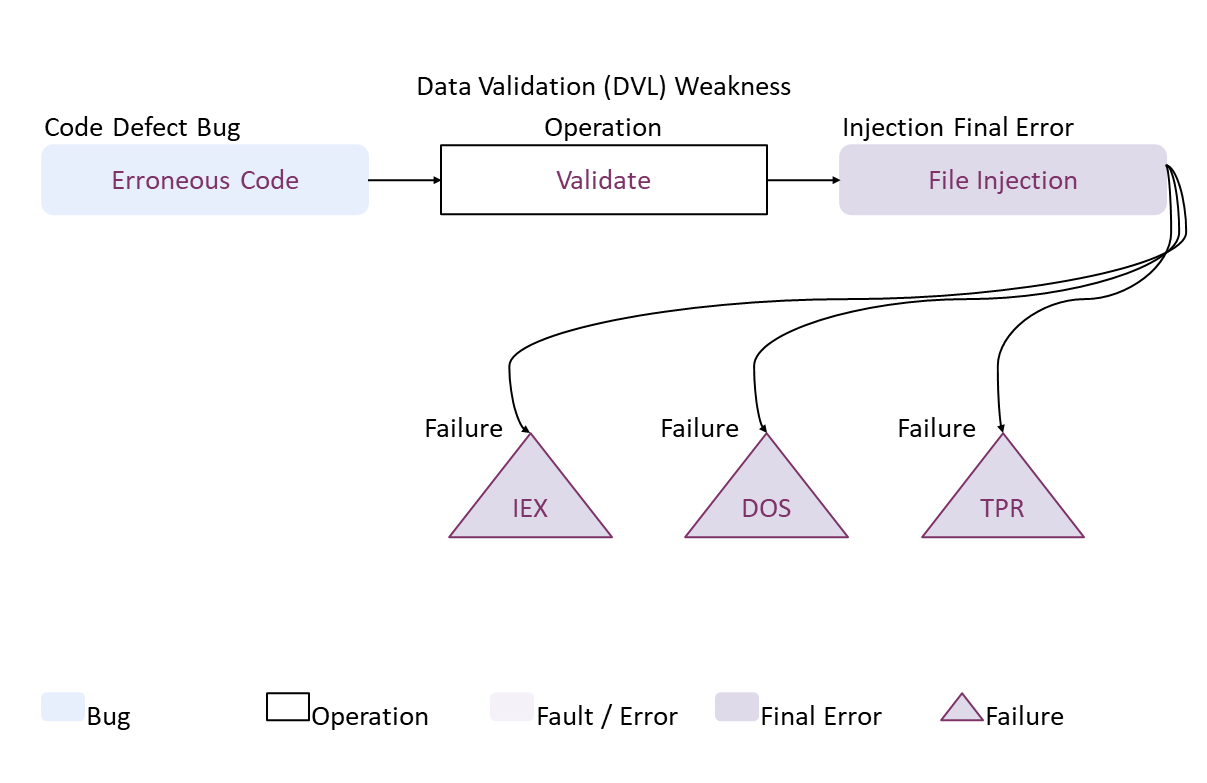 Data Validation (DVL) Weakness
Code Defect Bug
Operation
Injection Final Error
Erroneous Code
Validate
File Injection
Failure
Failure
Failure
IEX
DOS
TPR
Bug
Operation
Fault / Error
Final Error
Failure